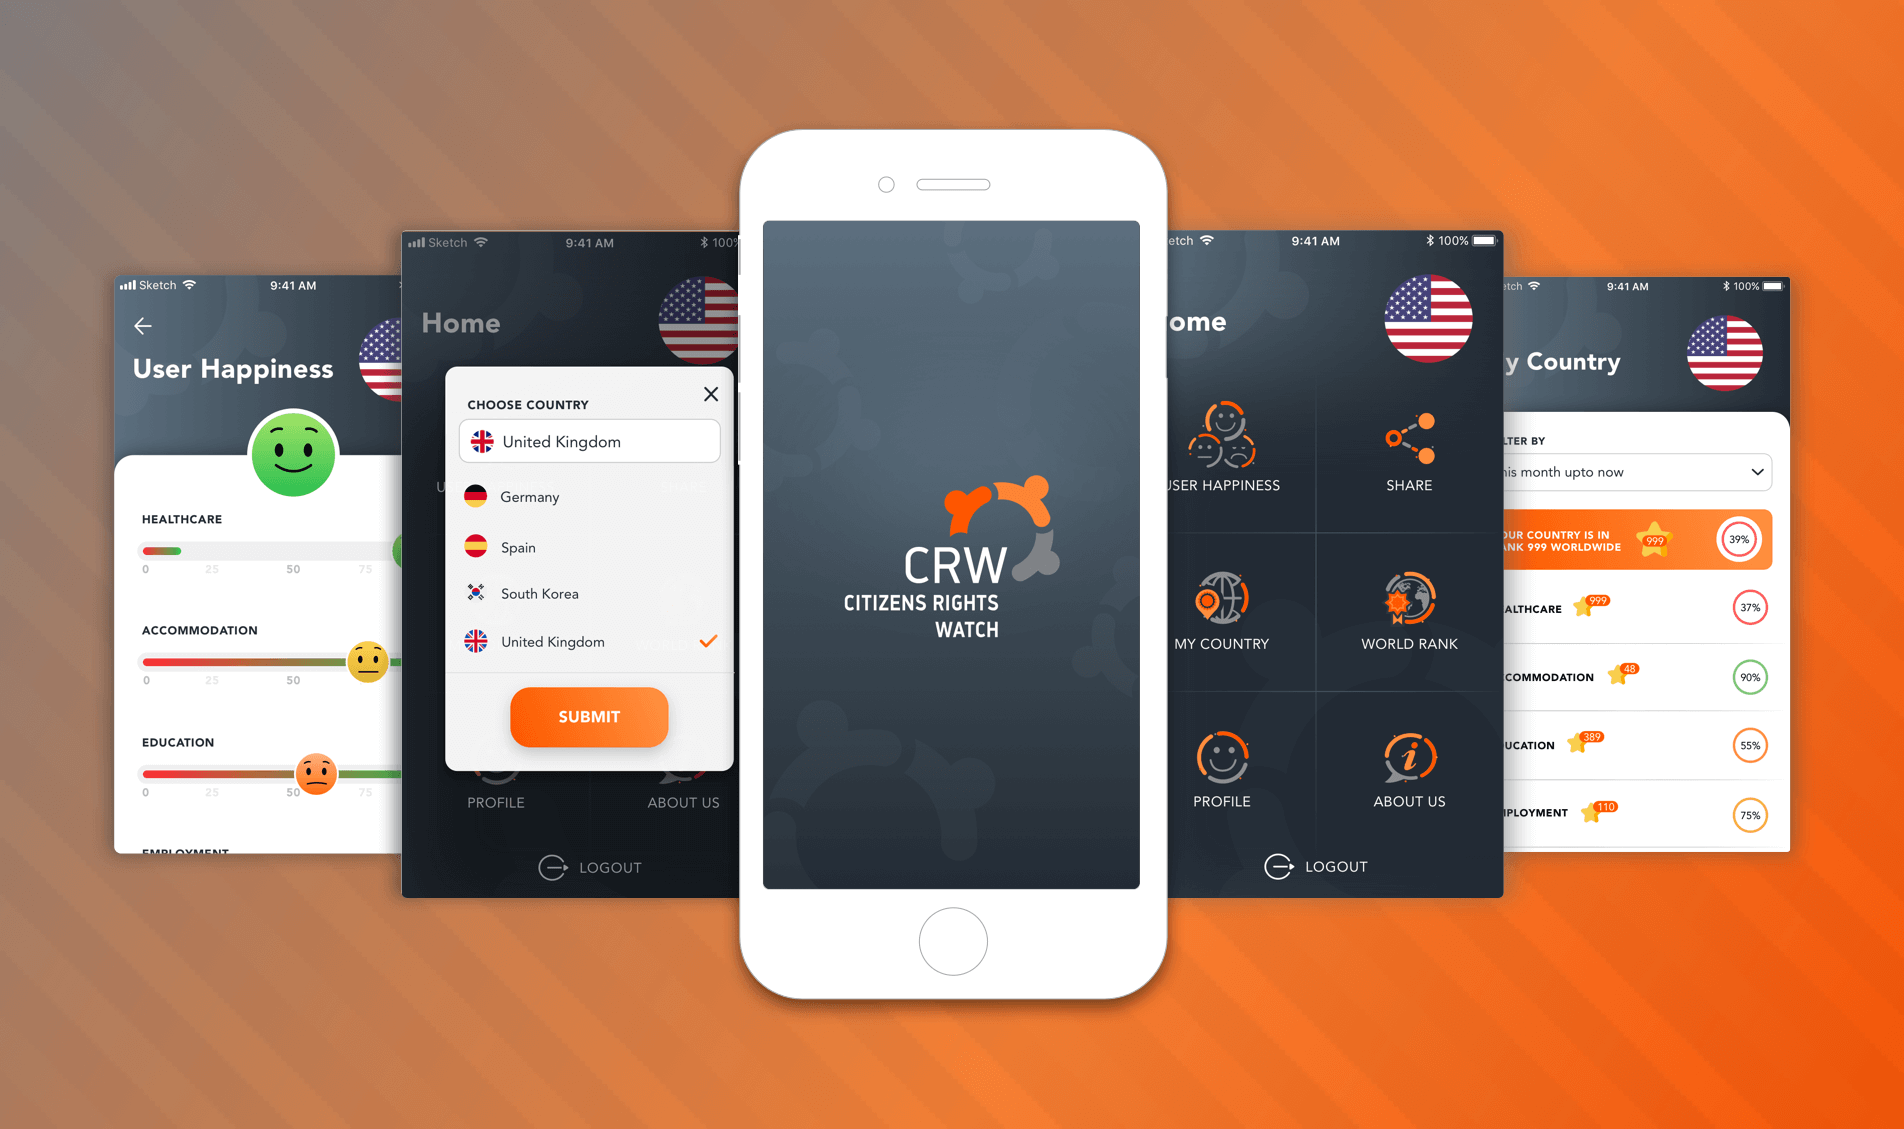 Sketch
9:41 AM
User Happiness
HEALTHCARE
0 25 50 75
ACCOMMODATION
0 25 50
EDUCATION
0 25 50 75
EMPLOYMENT
Sketch
9:41 AM
100%
Home
CHOOSE COUNTRY
United Kingdom
Germany
Spain
South Korea
United Kingdom
SUBMIT
PROFILE
ABOUT US
LOGOUT
CRW
CITIZENS RIGHTS
WATCH
etch
9:41 AM
100%
ome
USER HAPPINESS
SHARE
MY COUNTRY
WORLD RANK
PROFILE
ABOUT US
LOGOUT
etch
9:41 AM
100%
y Country
LTER BY
his month upto now
OUR COUNTRY IS IN
ANK 999 WORLDWIDE
999
39%
ALTHCARE
999
37%
COMMODATION
48
90%
UCATION
389
55%
MPLOYMENT
110
75%